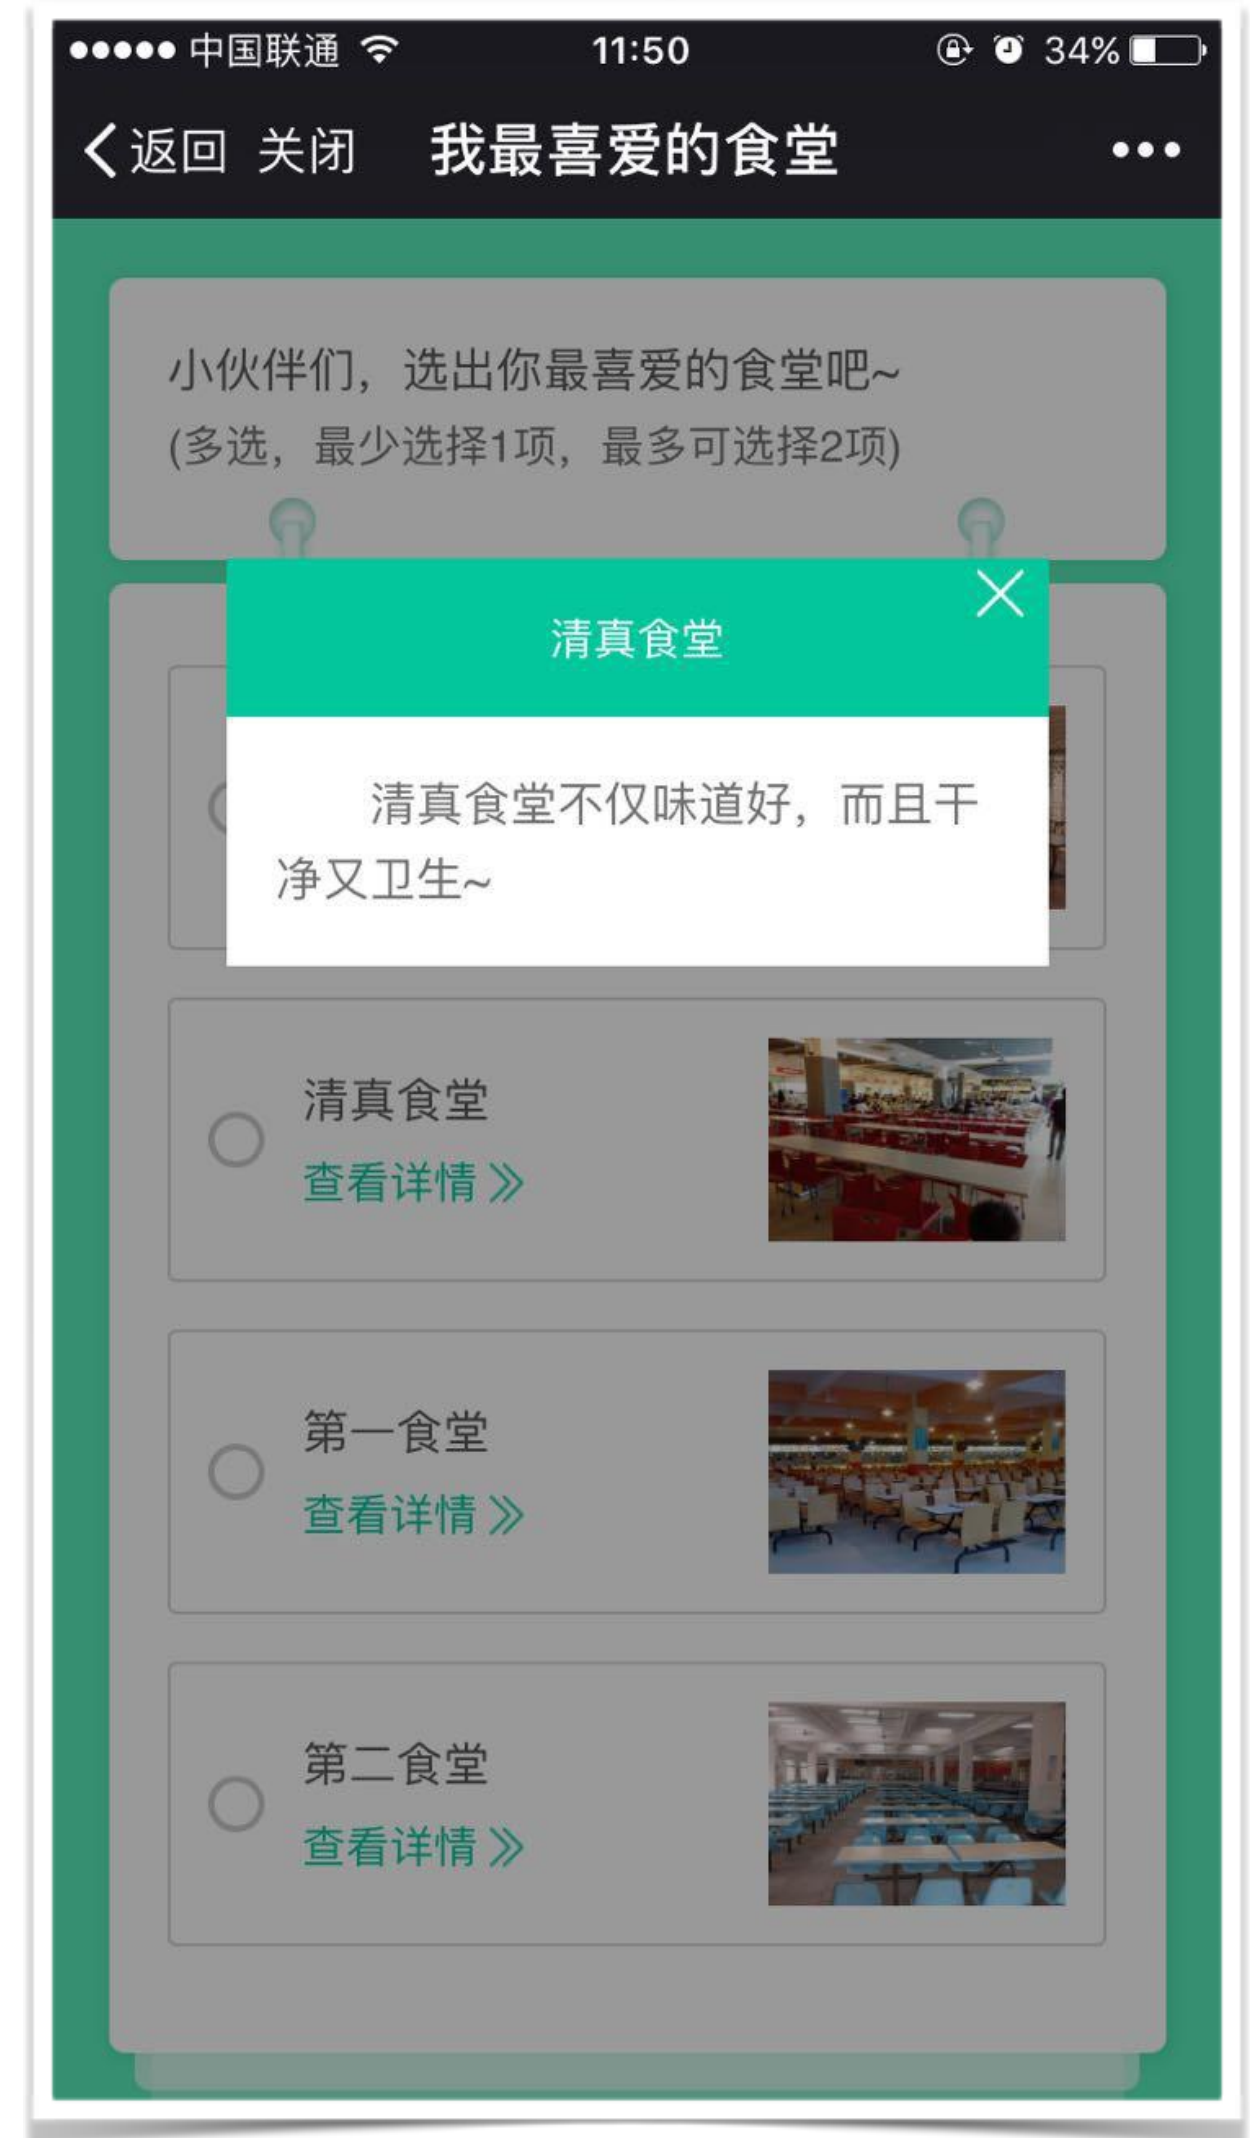 中国联通 11:50 34%
返回 关闭 我最喜爱的食堂
小伙伴们，选出你最喜爱的食堂吧~
(多选，最少选择1项，最多可选择2项)
清真食堂
清真食堂不仅味道好，而且干
净又卫生~
清真食堂
查看详情
第一食堂
查看详情
第二食堂
查看详情